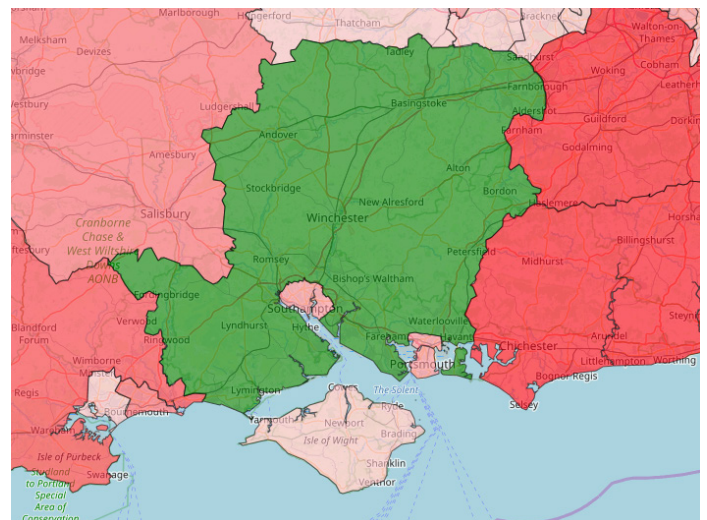 Marlborough
Hungerford
Thatcham
Bracknell
Walton-on-
Thames
Melksham
Devizes
Tadley
Sandhurst
Woking
Cobham
Farnborough
Ludgershall
Basingstoke
Aldershot
Guildford
Andover
Farnham
Godalming
Amesbury
Alton
Stockbridge
New Alresford
Bordon
Haslemere
Salisbury
Winchester
Cranborne
Chase &
West Wiltshire
Downs
AONB
Petersfield
Billingshurst
Romsey
Midhurst
Bishop's Waltham
Fordingbridge
Southampton
Verwood
Lyndhurst
Hythe
Waterlooville
Blandford
Forum
Ringwood
Fareham
Havant
Arundel
Chichester
Wimborne
Portsmouth
Littlehampton
Worthing
Bognor Regis
Lymington
Cowes
The Solent
Regis
Selsey
Bournemouth
Yarmouth
Ryde
Newport
Wareham
Isle of Wight
Brading
Isle of Purbeck
Shanklin
Swanage
Ventnor
Studland
to Portland
Special
Area of
Conservation